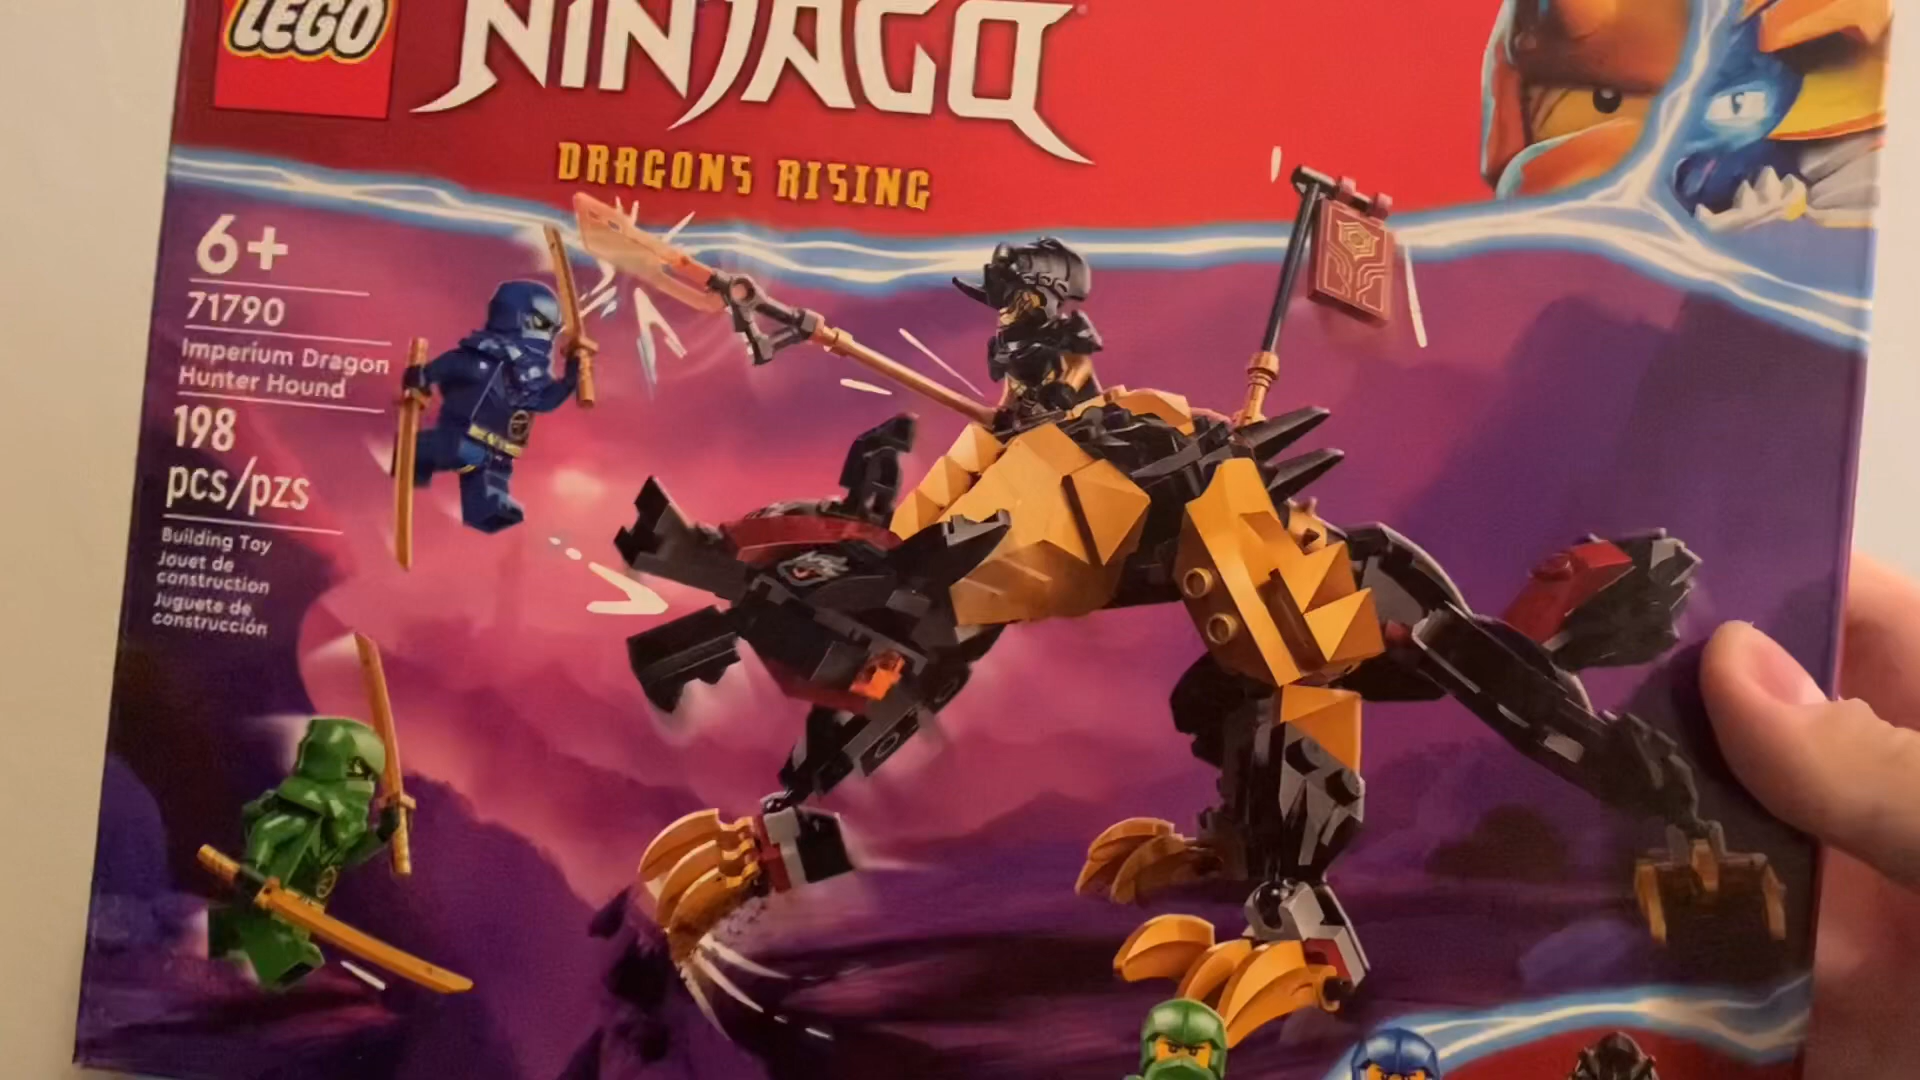 LEGO
NINJAGO
DRAGONS RISING
6+
71790
Imperium Dragon
Hunter Hound
198
pcs/pzs
Building Toy
Jouet de
construction
Juguete de
construcción